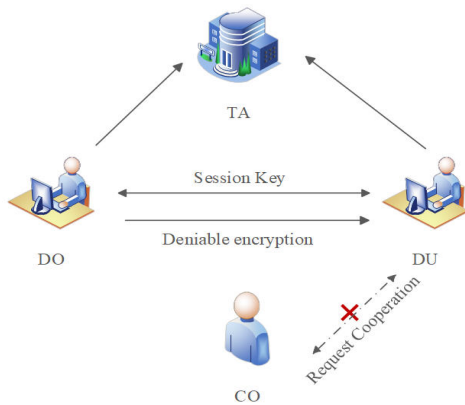 TA
Session Key
Deniable encryption
DO
DU
Request Cooperation
CO